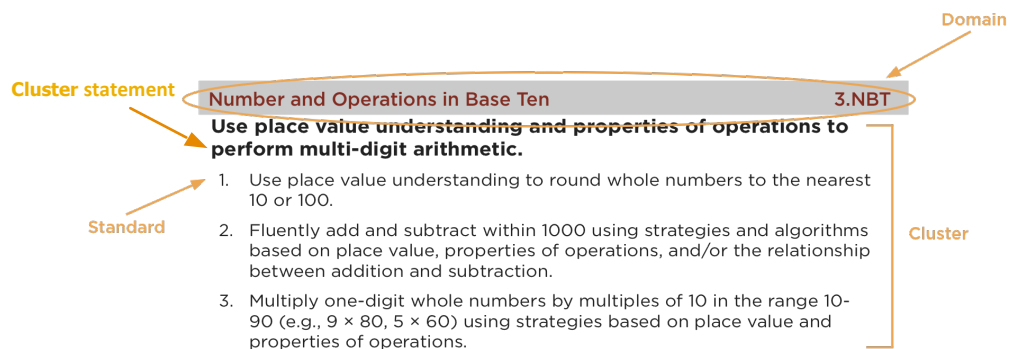 Domain
Cluster statement
Number and Operations in Base Ten 3.NBT
Use place value understanding and properties of operations to
perform multi-digit arithmetic.
1. Use place value understanding to round whole numbers to the nearest
10 or 100.
Standard
2. Fluently add and subtract within 1000 using strategies and algorithms
based on place value, properties of operations, and/or the relationship
between addition and subtraction.
Cluster
3. Multiply one-digit whole numbers by multiples of 10 in the range 10-
90 (e.g., 9 × 80, 5 × 60) using strategies based on place value and
properties of operations.